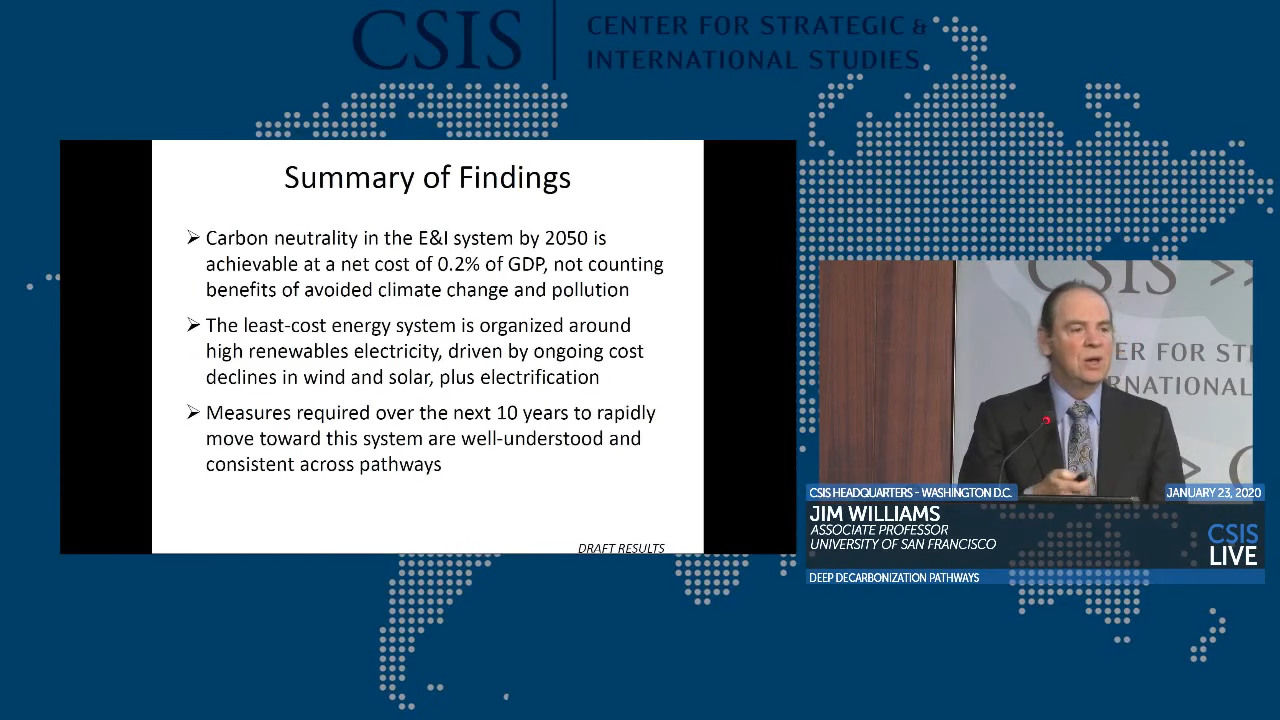 CSIS
CENTER FOR STRATEGIC &
INTERNATIONAL STUDIES
Summary of Findings
➢ Carbon neutrality in the E&I system by 2050 is
achievable at a net cost of 0.2% of GDP, not counting
benefits of avoided climate change and pollution
➢ The least-cost energy system is organized around
high renewables electricity, driven by ongoing cost
declines in wind and solar, plus electrification
➢ Measures required over the next 10 years to rapidly
move toward this system are well-understood and
consistent across pathways
DRAFT RESULTS
CSIS >>
ER FOR ST
RNATIONAL
CSIS HEADQUARTERS - WASHINGTON D.C.
JANUARY 23, 2020
JIM WILLIAMS
ASSOCIATE PROFESSOR
UNIVERSITY OF SAN FRANCISCO
CSIS
LIVE
DEEP DECARBONIZATION PATHWAYS